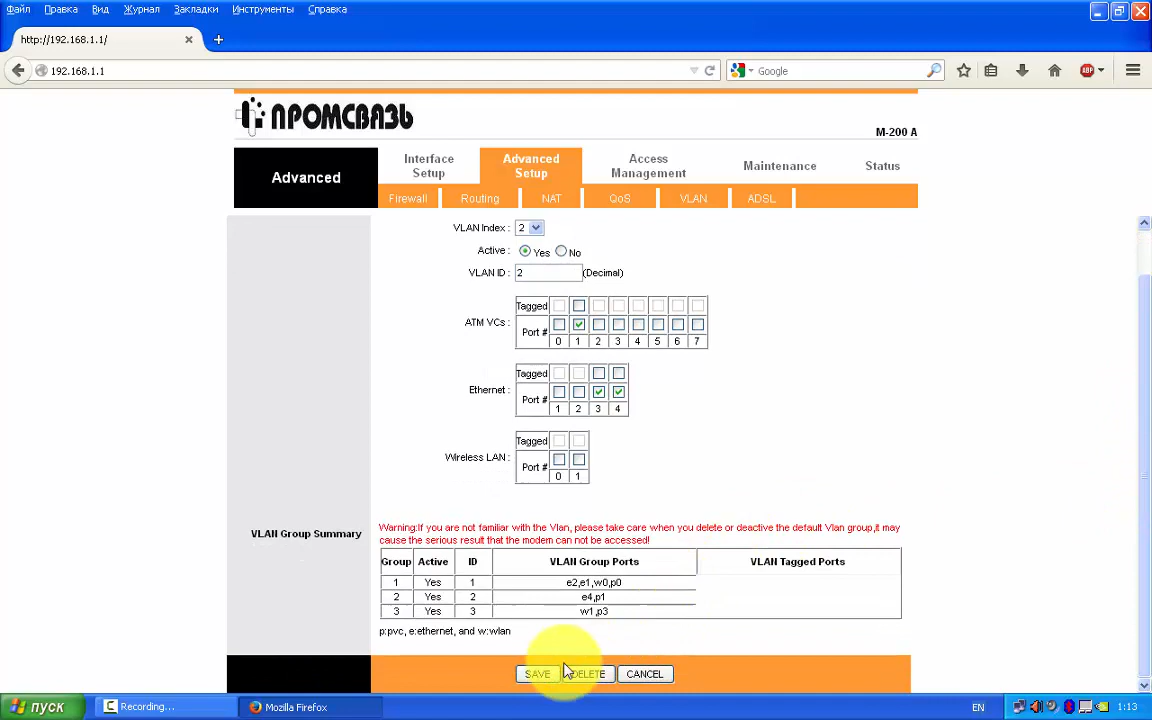 Файл Правка Вид Журнал Закладки Инструменты Справка
http://192.168.1.1/
192.168.1.1
Google
ABP
ПРОМСВАЗЬ
M-200 A
Advanced
Interface Setup
Advanced Setup
Access Management
Maintenance
Status
Firewall Routing NAT QoS VLAN ADSL
VLAN Index : 2
Active : Yes No
VLAN ID : 2 (Decimal)
ATM VCs :
Tagged
Port #
0 1 2 3 4 5 6 7
Ethernet :
Tagged
Port #
1 2 3 4
Wireless LAN :
Tagged
Port #
0 1
VLAN Group Summary
Warning:If you are not familiar with the Vlan, please take care when you delete or deactive the default Vlan group,it may
cause the serious result that the modem can not be accessed!
Group Active ID VLAN Group Ports VLAN Tagged Ports
1 Yes 1 e2,e1,w0,p0
2 Yes 2 e4,p1
3 Yes 3 w1,p3
p:pvc, e:ethernet, and w:wlan
SAVE DELETE CANCEL
пуск Recording... Mozilla Firefox EN 1:13